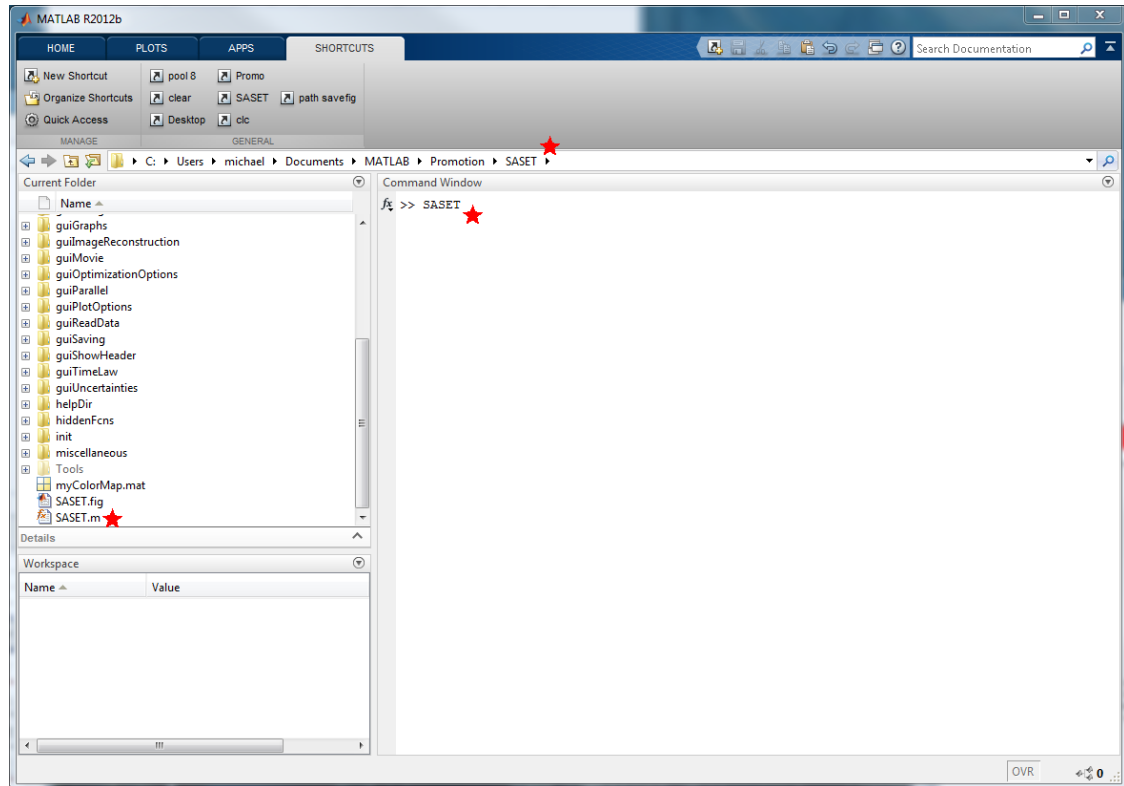 MATLAB R2012b
HOME PLOTS APPS SHORTCUTS Search Documentation
New Shortcut pool 8 Promo
Organize Shortcuts clear SASET path savefig
Quick Access Desktop clc
MANAGE GENERAL
C: Users michael Documents MATLAB Promotion SASET
Current Folder
Name
guiGraphs
guiImageReconstruction
guiMovie
guiOptimizationOptions
guiParallel
guiPlotOptions
guiReadData
guiSaving
guiShowHeader
guiTimeLaw
guiUncertainties
helpDir
hiddenFcns
init
miscellaneous
Tools
myColorMap.mat
SASET.fig
SASET.m
Details
Workspace
Name Value
Command Window
fx >> SASET
OVR 0